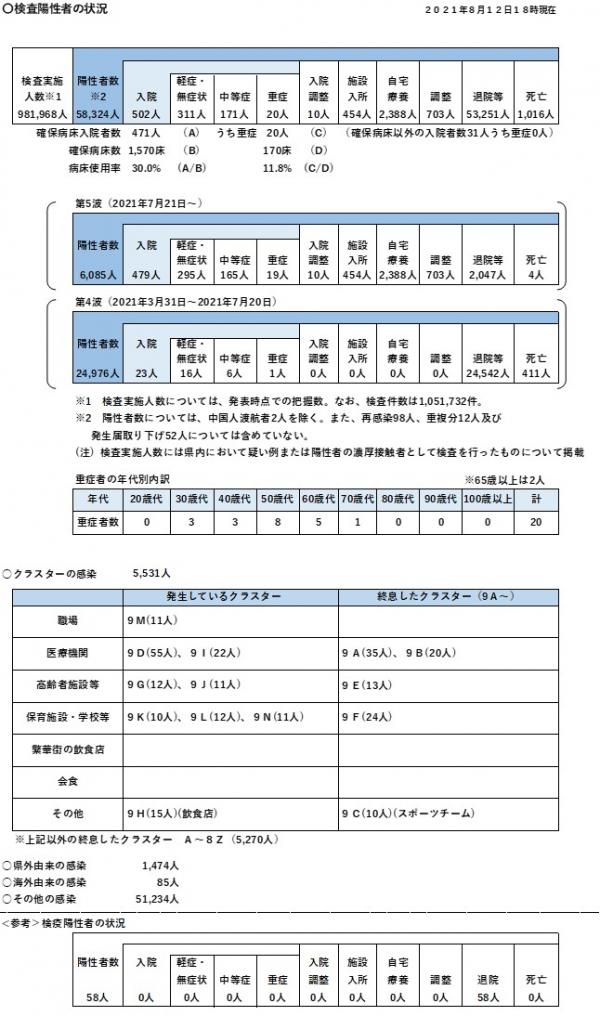 〇検査陽性者の状況
２０２１年８月１２日１８時現在
検査実施人数※1 陽性者数※2 入院 軽症・無症状 中等症 重症 入院調整 施設入所 自宅療養 調整 退院等 死亡
981,968人 58,324人 502人 311人 171人 20人 10人 454人 2,388人 703人 53,251人 1,016人
確保病床入院者数 471人 （A） うち重症 20人 （C） （確保病床以外の入院者数31人うち重症0人）
確保病床数 1,570床 （B） 170床 （D）
病床使用率 30.0% （A/B） 11.8% （C/D）
第5波（2021年7月21日～）
陽性者数 入院 軽症・無症状 中等症 重症 入院調整 施設入所 自宅療養 調整 退院等 死亡
6,085人 479人 295人 165人 19人 10人 454人 2,388人 703人 2,047人 4人
第4波（2021年3月31日～2021年7月20日）
陽性者数 入院 軽症・無症状 中等症 重症 入院調整 施設入所 自宅療養 調整 退院等 死亡
24,976人 23人 16人 6人 1人 0人 0人 0人 0人 24,542人 411人
※1 検査実施人数については、発表時点での把握数。なお、検査件数は1,051,732件。
※2 陽性者数については、中国人渡航者2人を除く。また、再感染98人、重複分12人及び
発生届取り下げ52人については含めていない。
（注）検査実施人数には県内において疑い例または陽性者の濃厚接触者として検査を行ったものについて掲載
重症者の年代別内訳 ※65歳以上は2人
年代 20歳代 30歳代 40歳代 50歳代 60歳代 70歳代 80歳代 90歳代 100歳以上 計
重症者数 0 3 3 8 5 1 0 0 0 20
〇クラスターの感染 5,531人
発生しているクラスター 終息したクラスター（9A～）
職場 9M(11人)
医療機関 9D(55人)、9I(22人) 9A(35人)、9B(20人)
高齢者施設等 9G(12人)、9J(11人) 9E(13人)
保育施設・学校等 9K(10人)、9L(12人)、9N(11人) 9F(24人)
繁華街の飲食店
会食
その他 9H(15人)(飲食店) 9C(10人)(スポーツチーム)
※上記以外の終息したクラスター A～8Z（5,270人）
〇県外由来の感染 1,474人
〇海外由来の感染 85人
〇その他の感染 51,234人
<参考>検疫陽性者の状況
陽性者数 入院 軽症・無症状 中等症 重症 入院調整 施設入所 自宅療養 調整 退院 死亡
58人 0人 0人 0人 0人 0人 0人 0人 0人 58人 0人